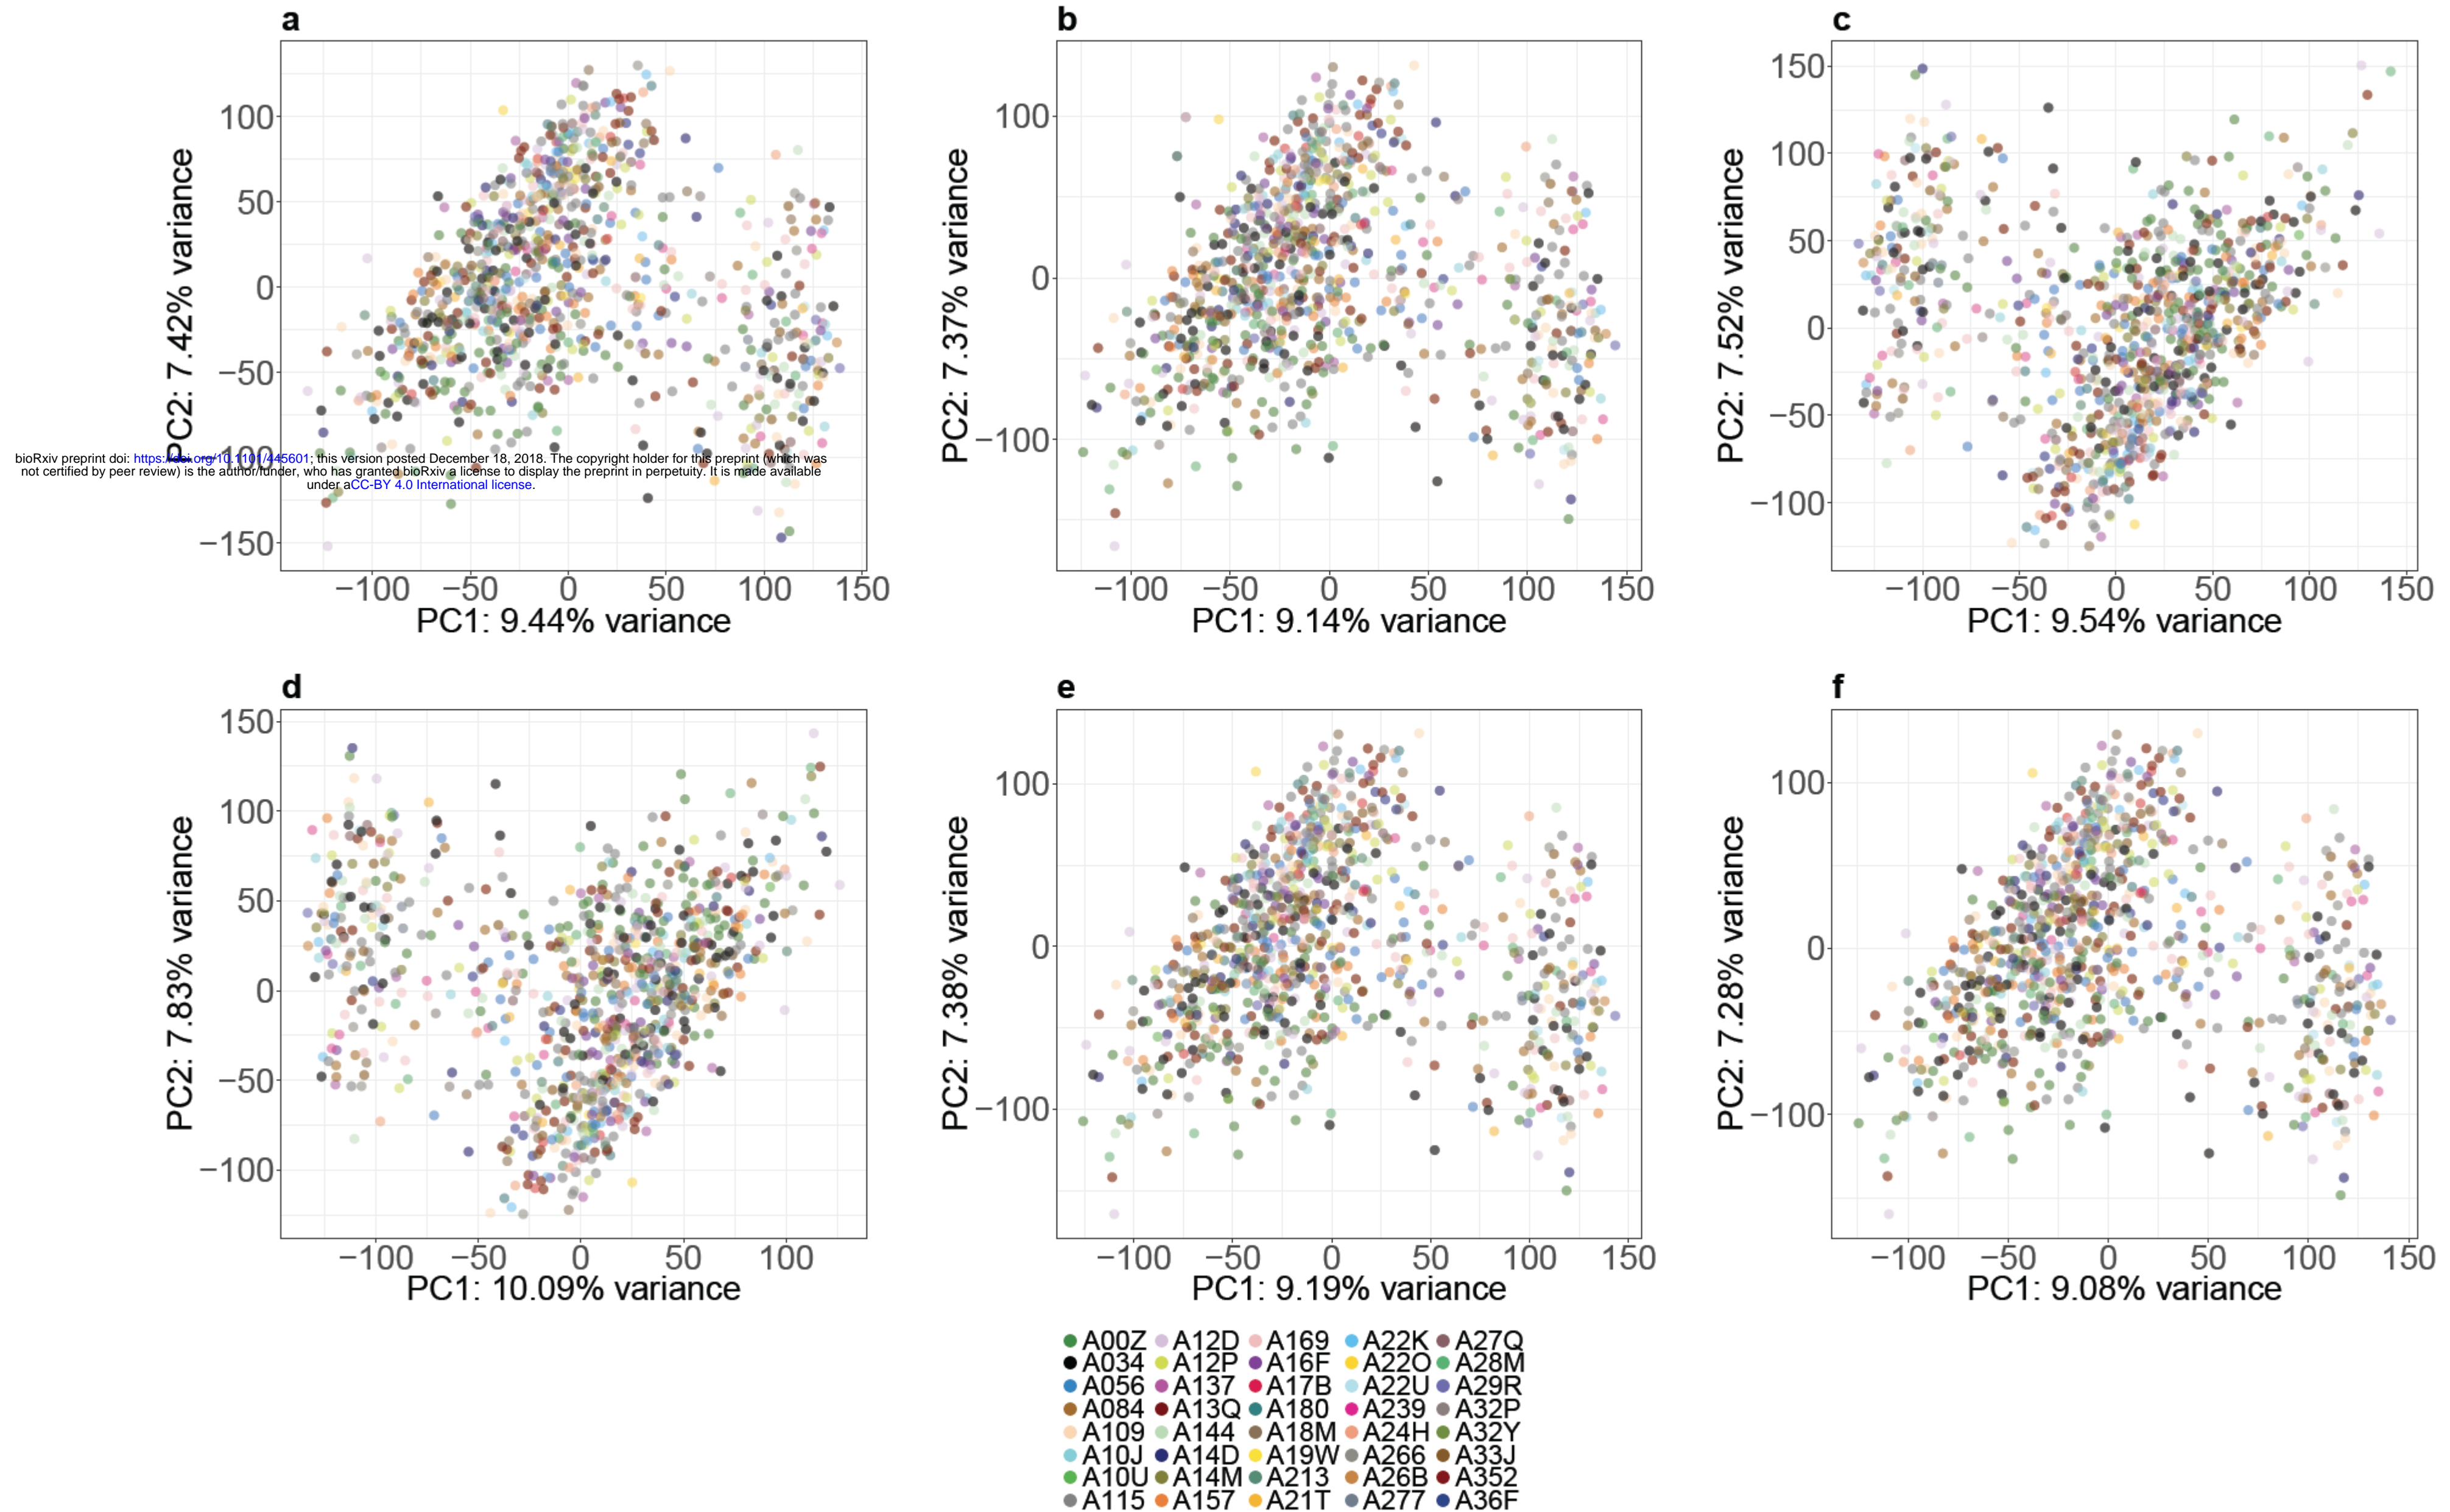 a
b
c
PC2: 7.42% variance
100
50
0
−50
−100
−150
−100 −50 0 50 100 150
PC1: 9.44% variance
PC2: 7.37% variance
100
0
−100
−100 −50 0 50 100 150
PC1: 9.14% variance
PC2: 7.52% variance
150
100
50
0
−50
−100
−100 −50 0 50 100 150
PC1: 9.54% variance
bioRxiv preprint doi: https://doi.org/10.1101/445601; this version posted December 18, 2018. The copyright holder for this preprint (which was
not certified by peer review) is the author/funder, who has granted bioRxiv a license to display the preprint in perpetuity. It is made available
under aCC-BY 4.0 International license.
d
e
f
PC2: 7.83% variance
150
100
50
0
−50
−100
−100 −50 0 50 100
PC1: 10.09% variance
PC2: 7.38% variance
100
0
−100
−100 −50 0 50 100 150
PC1: 9.19% variance
PC2: 7.28% variance
100
0
−100
−100 −50 0 50 100 150
PC1: 9.08% variance
A00Z A12D A169 A22K A27Q
A034 A12P A16F A22O A28M
A056 A137 A17B A22U A29R
A084 A13Q A180 A239 A32P
A109 A144 A18M A24H A32Y
A10J A14D A19W A266 A33J
A10U A14M A213 A26B A352
A115 A157 A21T A277 A36F